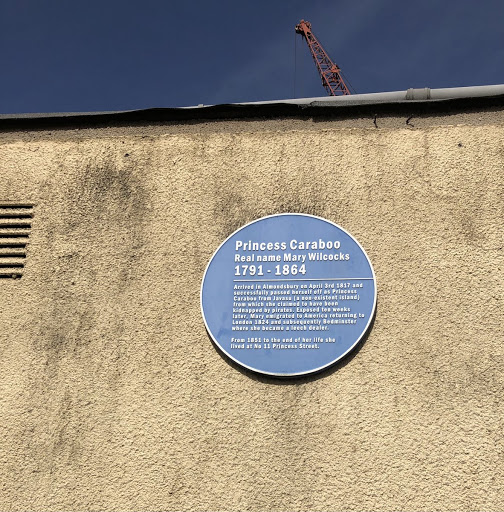 Princess Caraboo
Real name Mary Wilcocks
1791 - 1864
Arrived in Almondsbury on April 3rd 1817 and
successfully passed herself off as Princess
Caraboo from Javasu (a non-existent island)
from which she claimed to have been
kidnapped by pirates. Exposed ten weeks
later, Mary emigrated to America returning to
London 1824 and subsequently Bedminster
where she became a leech dealer.
From 1851 to the end of her life she
lived at No 11 Princess Street.